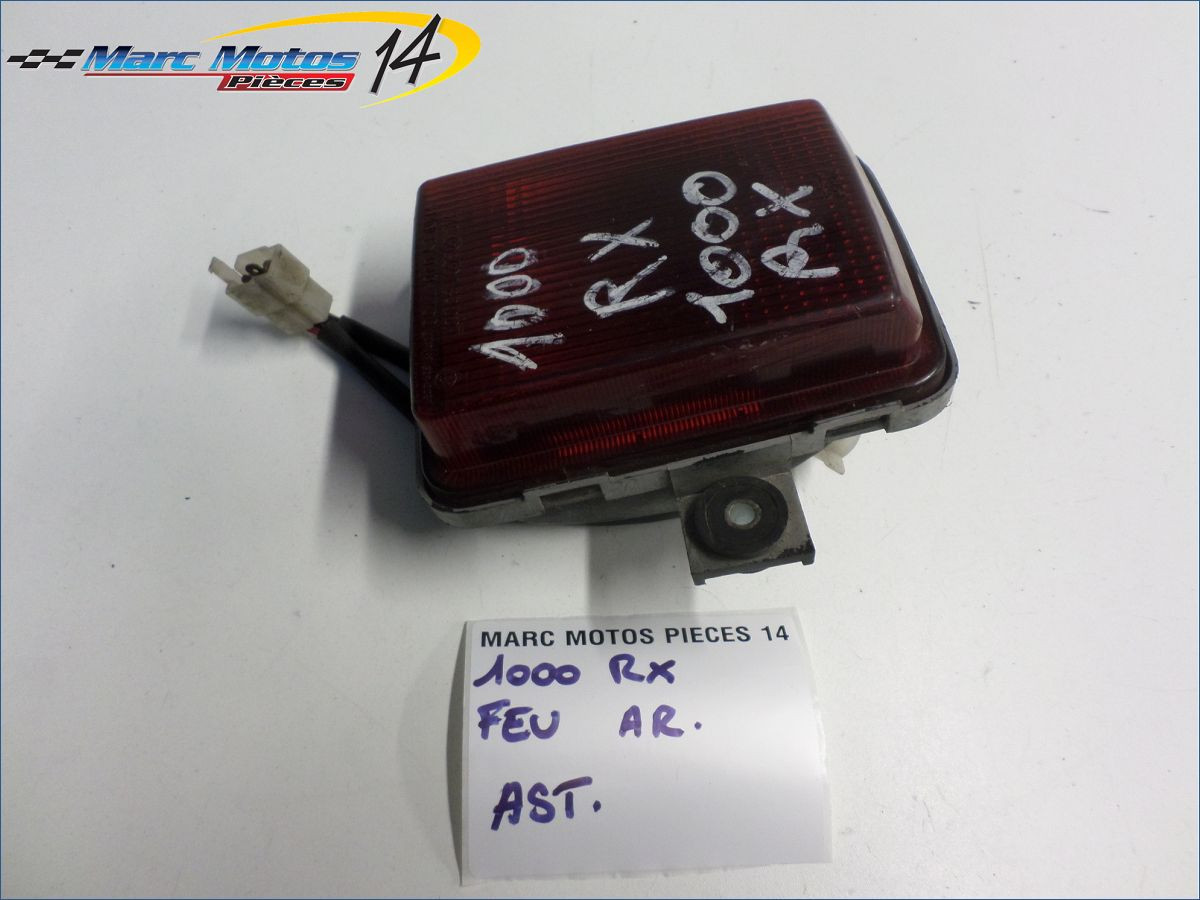 Marc Motos 14
Pièces
1000
RX
1000
RX
MARC MOTOS PIECES 14
1000 RX
FEU AR.
AST.